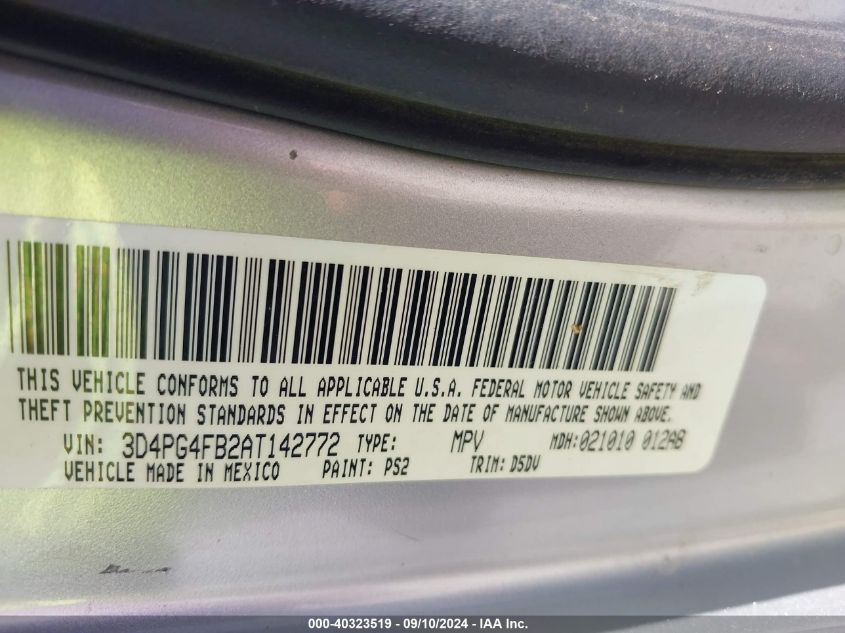 THIS VEHICLE CONFORMS TO ALL APPLICABLE U.S.A. FEDERAL MOTOR VEHICLE SAFETY AND
THEFT PREVENTION STANDARDS IN EFFECT ON THE DATE OF MANUFACTURE SHOWN ABOVE.
VIN: 3D4PG4FB2AT142772 TYPE: MPV MDH: 021010 012AB
VEHICLE MADE IN MEXICO PAINT: PS2 TRIM: D5DV
000-40323519 - 09/10/2024 - IAA Inc.